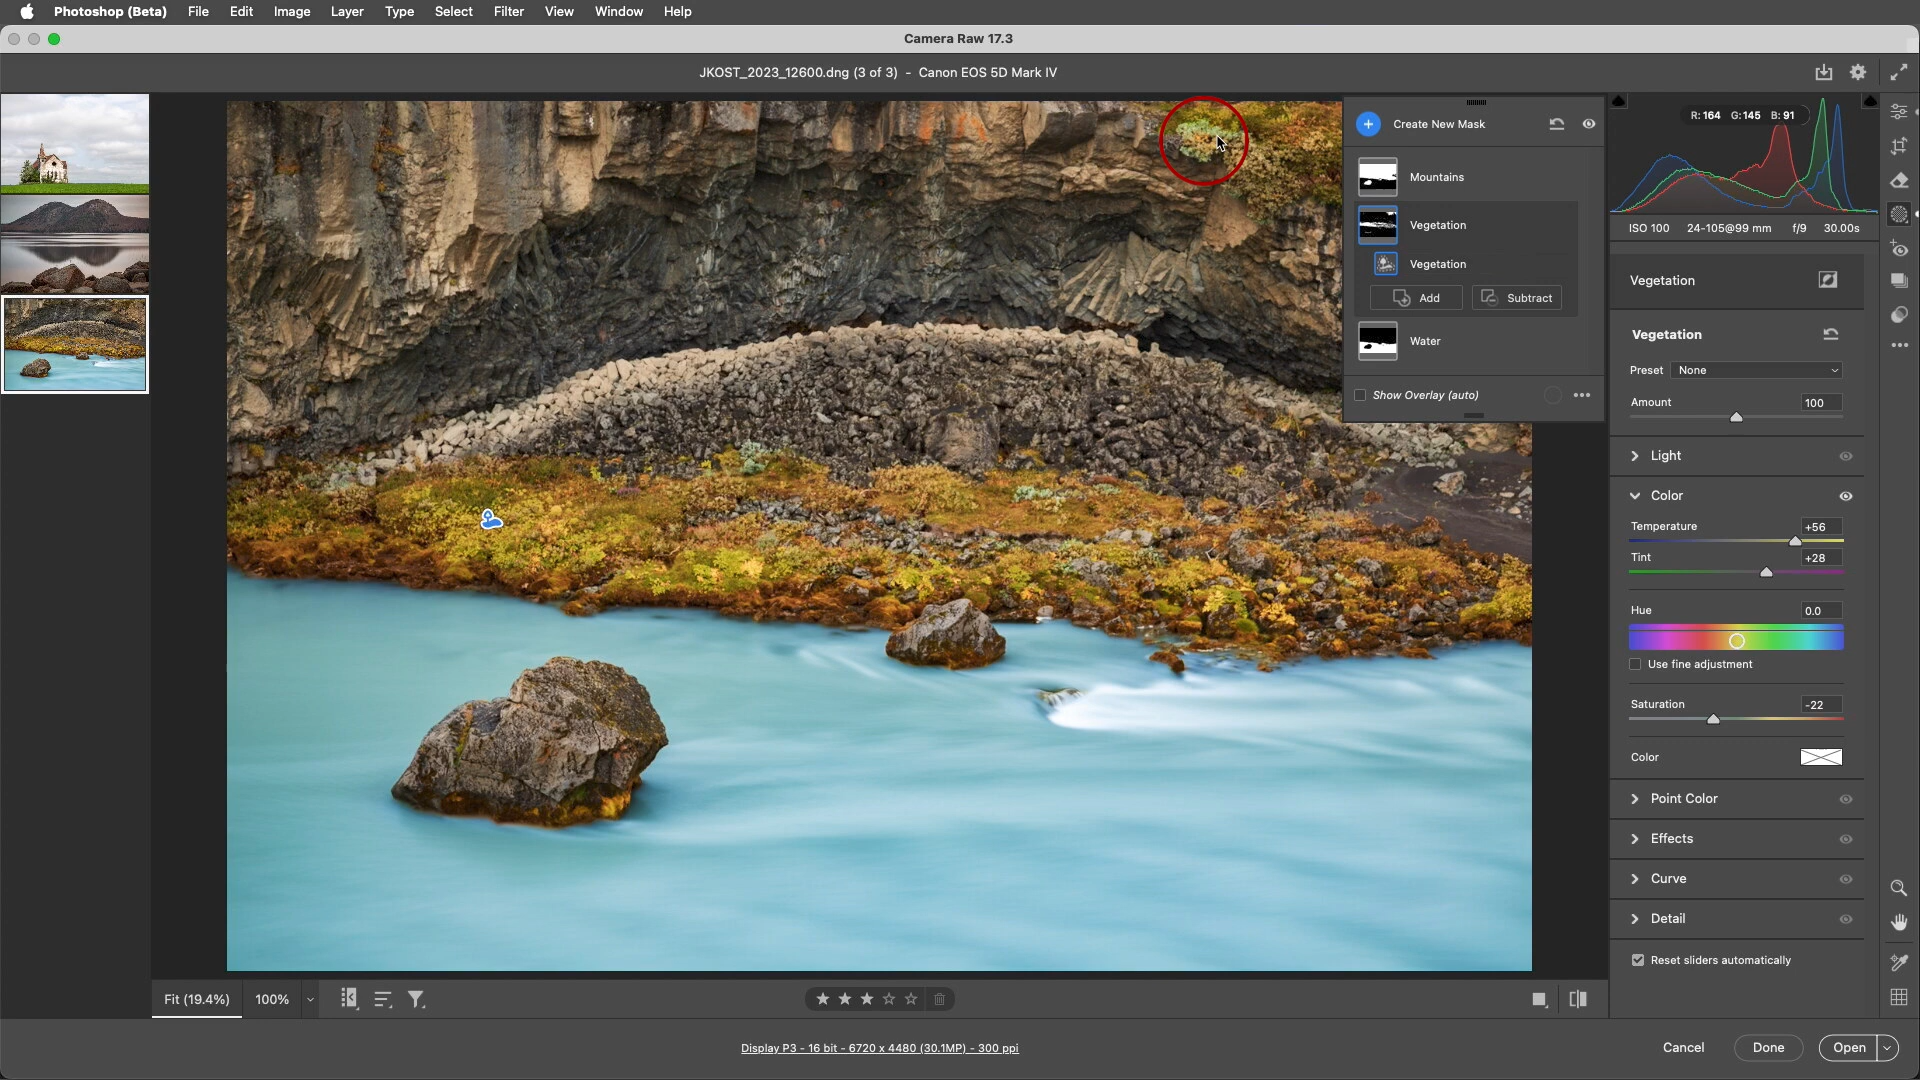 Photoshop (Beta) File Edit Image Layer Type Select Filter View Window Help
Camera Raw 17.3
JKOST_2023_12600.dng (3 of 3) - Canon EOS 5D Mark IV
R: 164 G: 145 B: 91
ISO 100 24-105@99 mm f/9 30.00s
Create New Mask
Mountains
Vegetation
Vegetation
Add Subtract
Water
Show Overlay (auto)
Vegetation
Vegetation
Preset None
Amount 100
Light
Color
Temperature +56
Tint +28
Hue 0.0
Use fine adjustment
Saturation -22
Color
Point Color
Effects
Curve
Detail
Reset sliders automatically
Fit (19.4%) 100%
Display P3 - 16 bit - 6720 x 4480 (30.1MP) - 300 ppi
Cancel Done Open